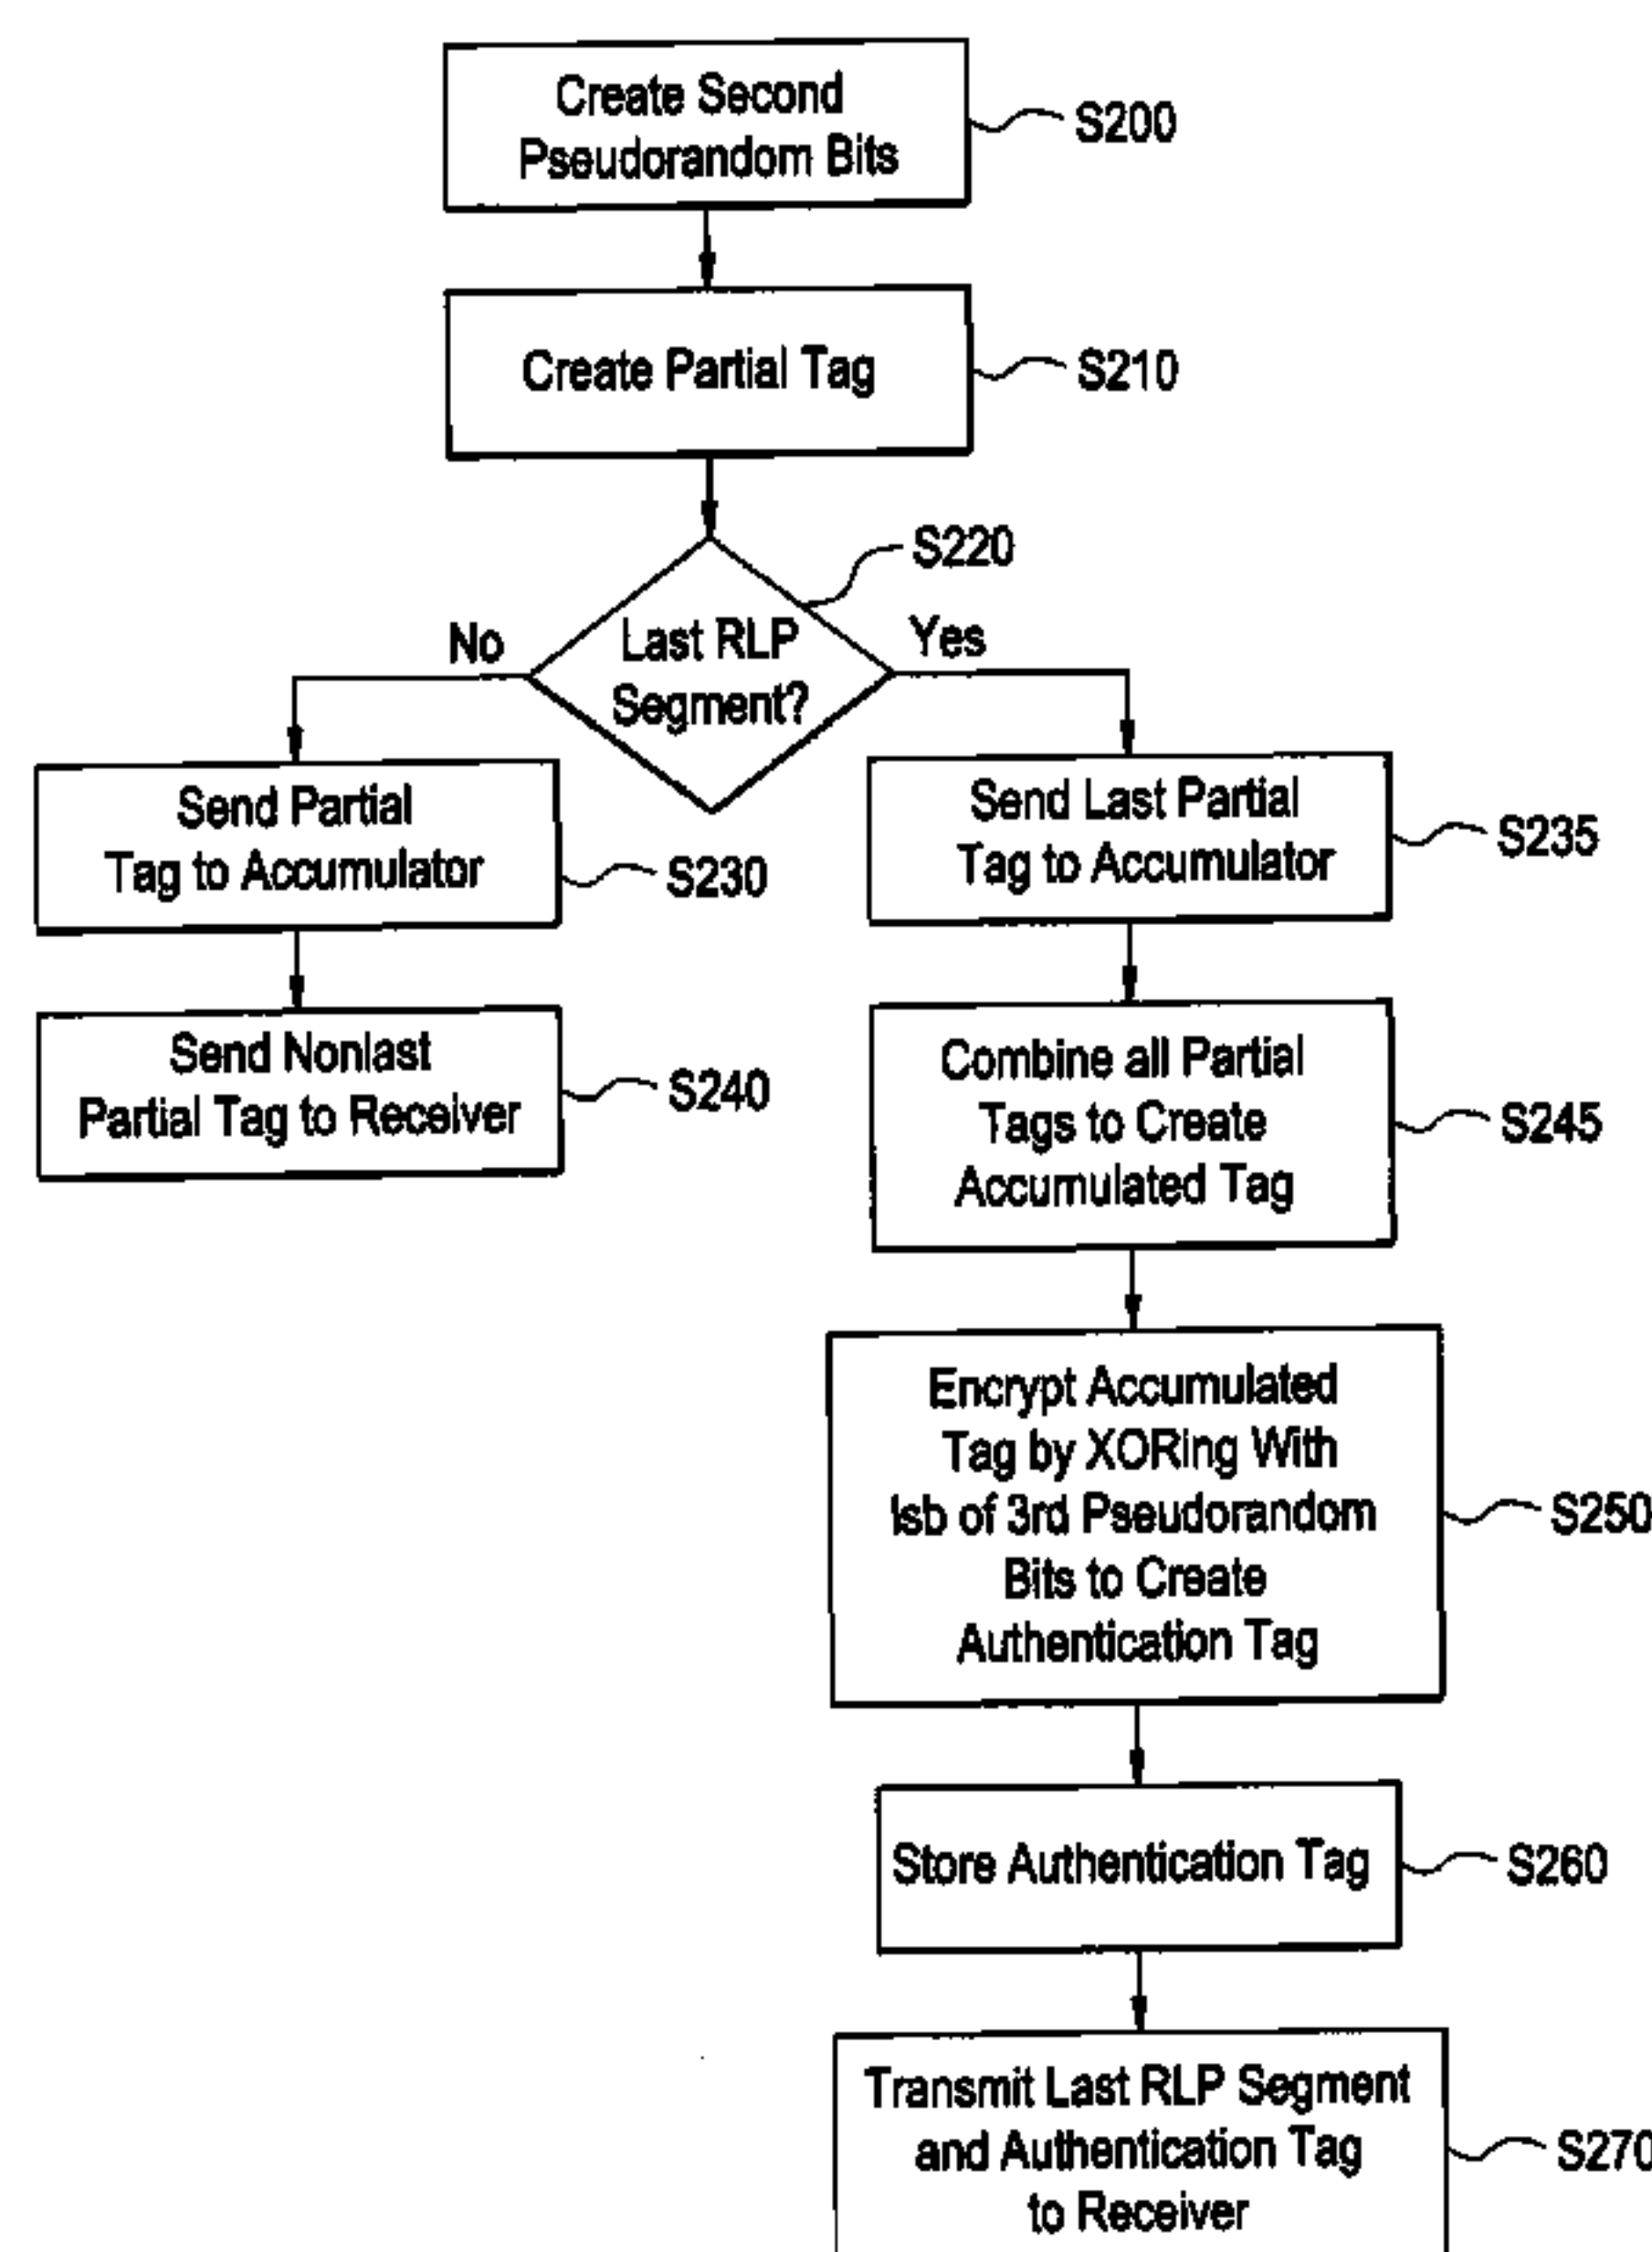 Create Second
Pseudorandom Bits
S200
Create Partial Tag
S210
S220
No
Last RLP
Segment?
Yes
Send Partial
Tag to Accumulator
S230
Send Last Partial
Tag to Accumulator
S235
Send Nonlast
Partial Tag to Receiver
S240
Combine all Partial
Tags to Create
Accumulated Tag
S245
Encrypt Accumulated
Tag by XORing With
lsb of 3rd Pseudorandom
Bits to Create
Authentication Tag
S250
Store Authentication Tag
S260
Transmit Last RLP Segment
and Authentication Tag
to Receiver
S270